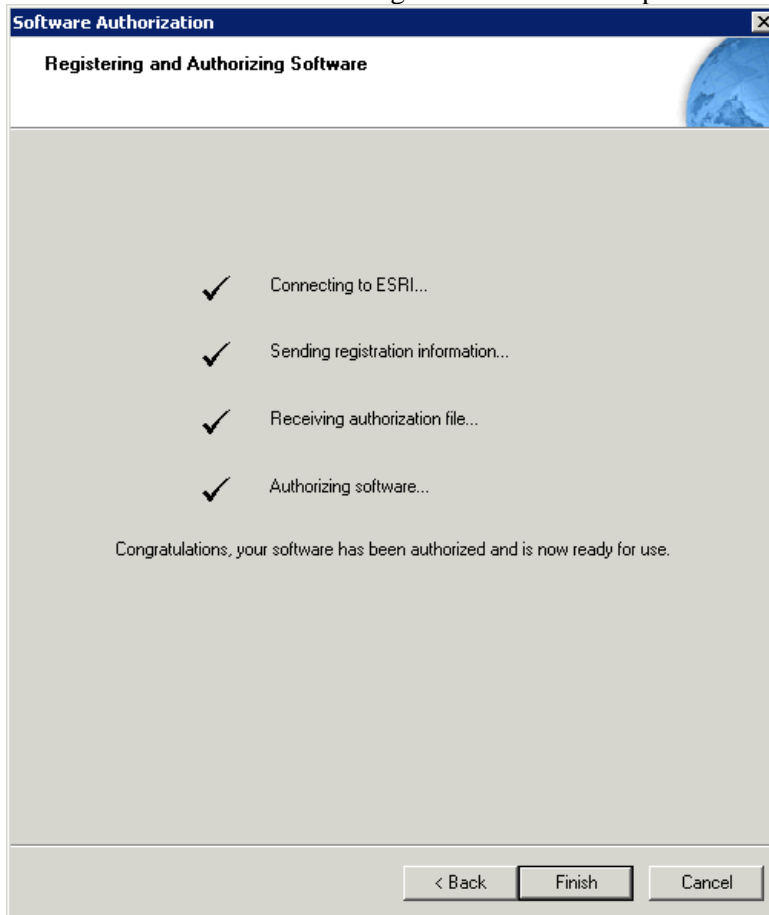 Software Authorization
Registering and Authorizing Software
Connecting to ESRI...
Sending registration information...
Receiving authorization file...
Authorizing software...
Congratulations, your software has been authorized and is now ready for use.
< Back Finish Cancel